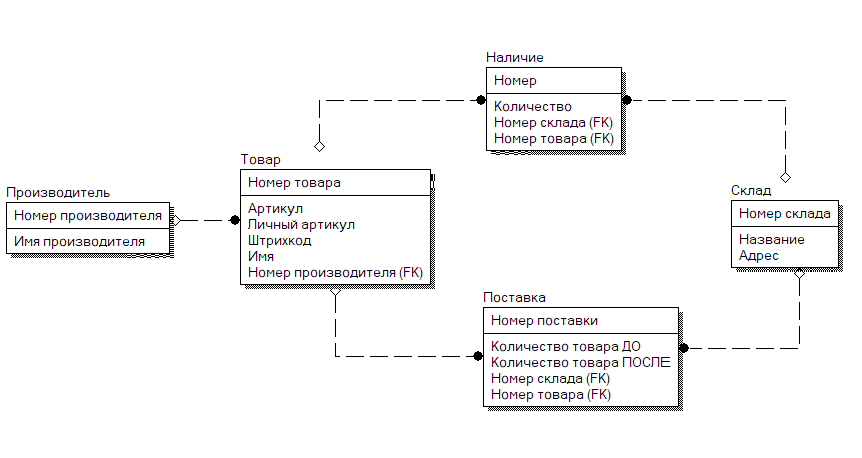 Наличие
Номер
Количество
Номер склада (FK)
Номер товара (FK)
Товар
Номер товара
Артикул
Личный артикул
Штрихкод
Имя
Номер производителя (FK)
Производитель
Номер производителя
Имя производителя
Склад
Номер склада
Название
Адрес
Поставка
Номер поставки
Количество товара ДО
Количество товара ПОСЛЕ
Номер склада (FK)
Номер товара (FK)